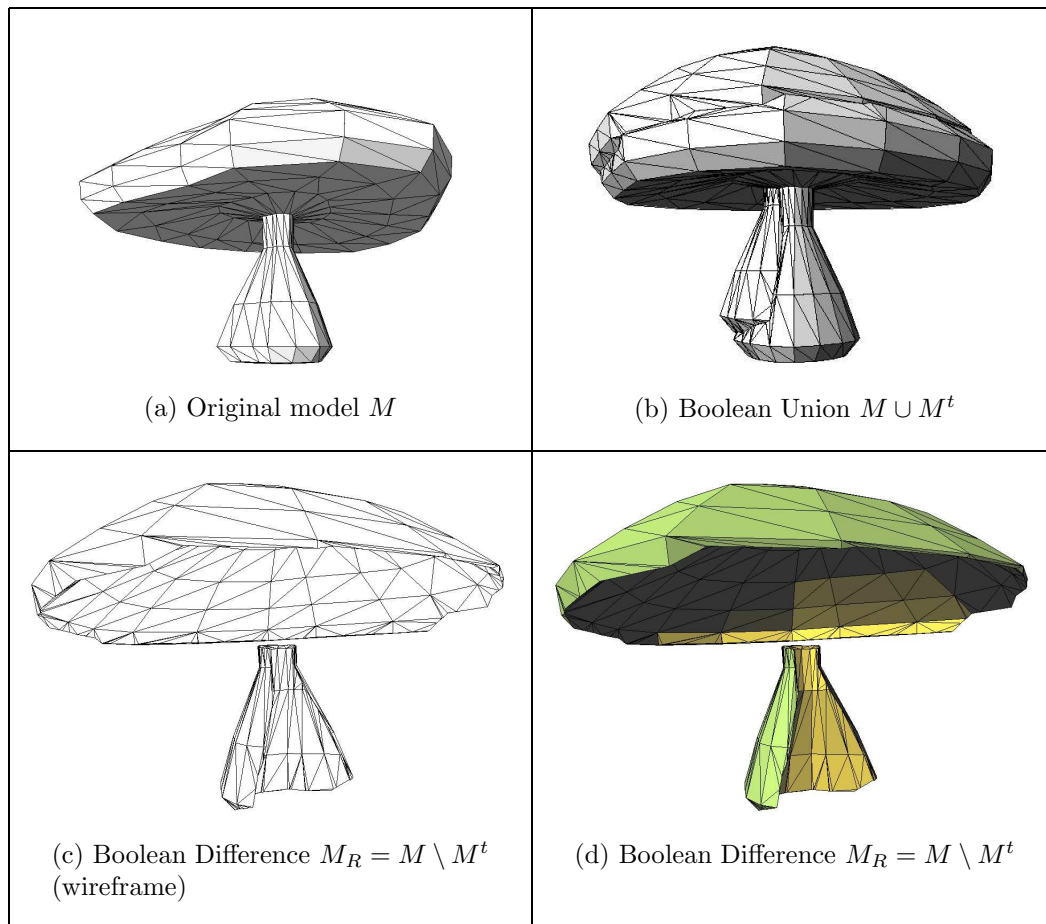 (a) Original model M
(b) Boolean Union M ∪ M^t
(c) Boolean Difference M_R = M \ M^t
(wireframe)
(d) Boolean Difference M_R = M \ M^t